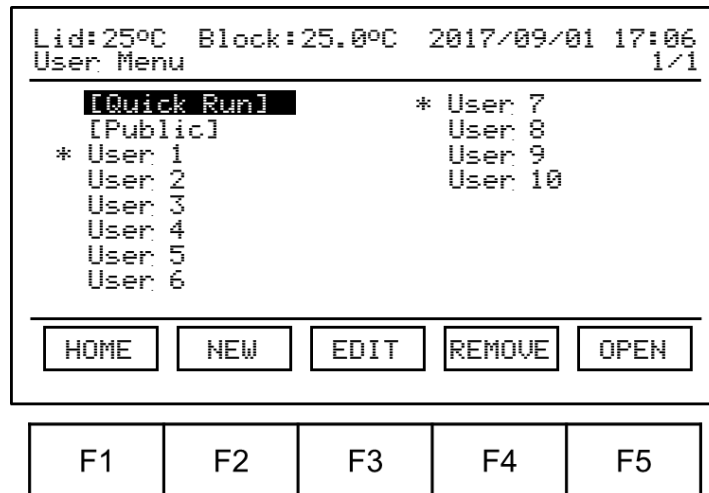 Lid:25ºC Block:25.0ºC 2017/09/01 17:06
User Menu 1/1
[Quick Run]
[Public]
* User 1
User 2
User 3
User 4
User 5
User 6
* User 7
User 8
User 9
User 10
HOME NEW EDIT REMOVE OPEN
F1 F2 F3 F4 F5